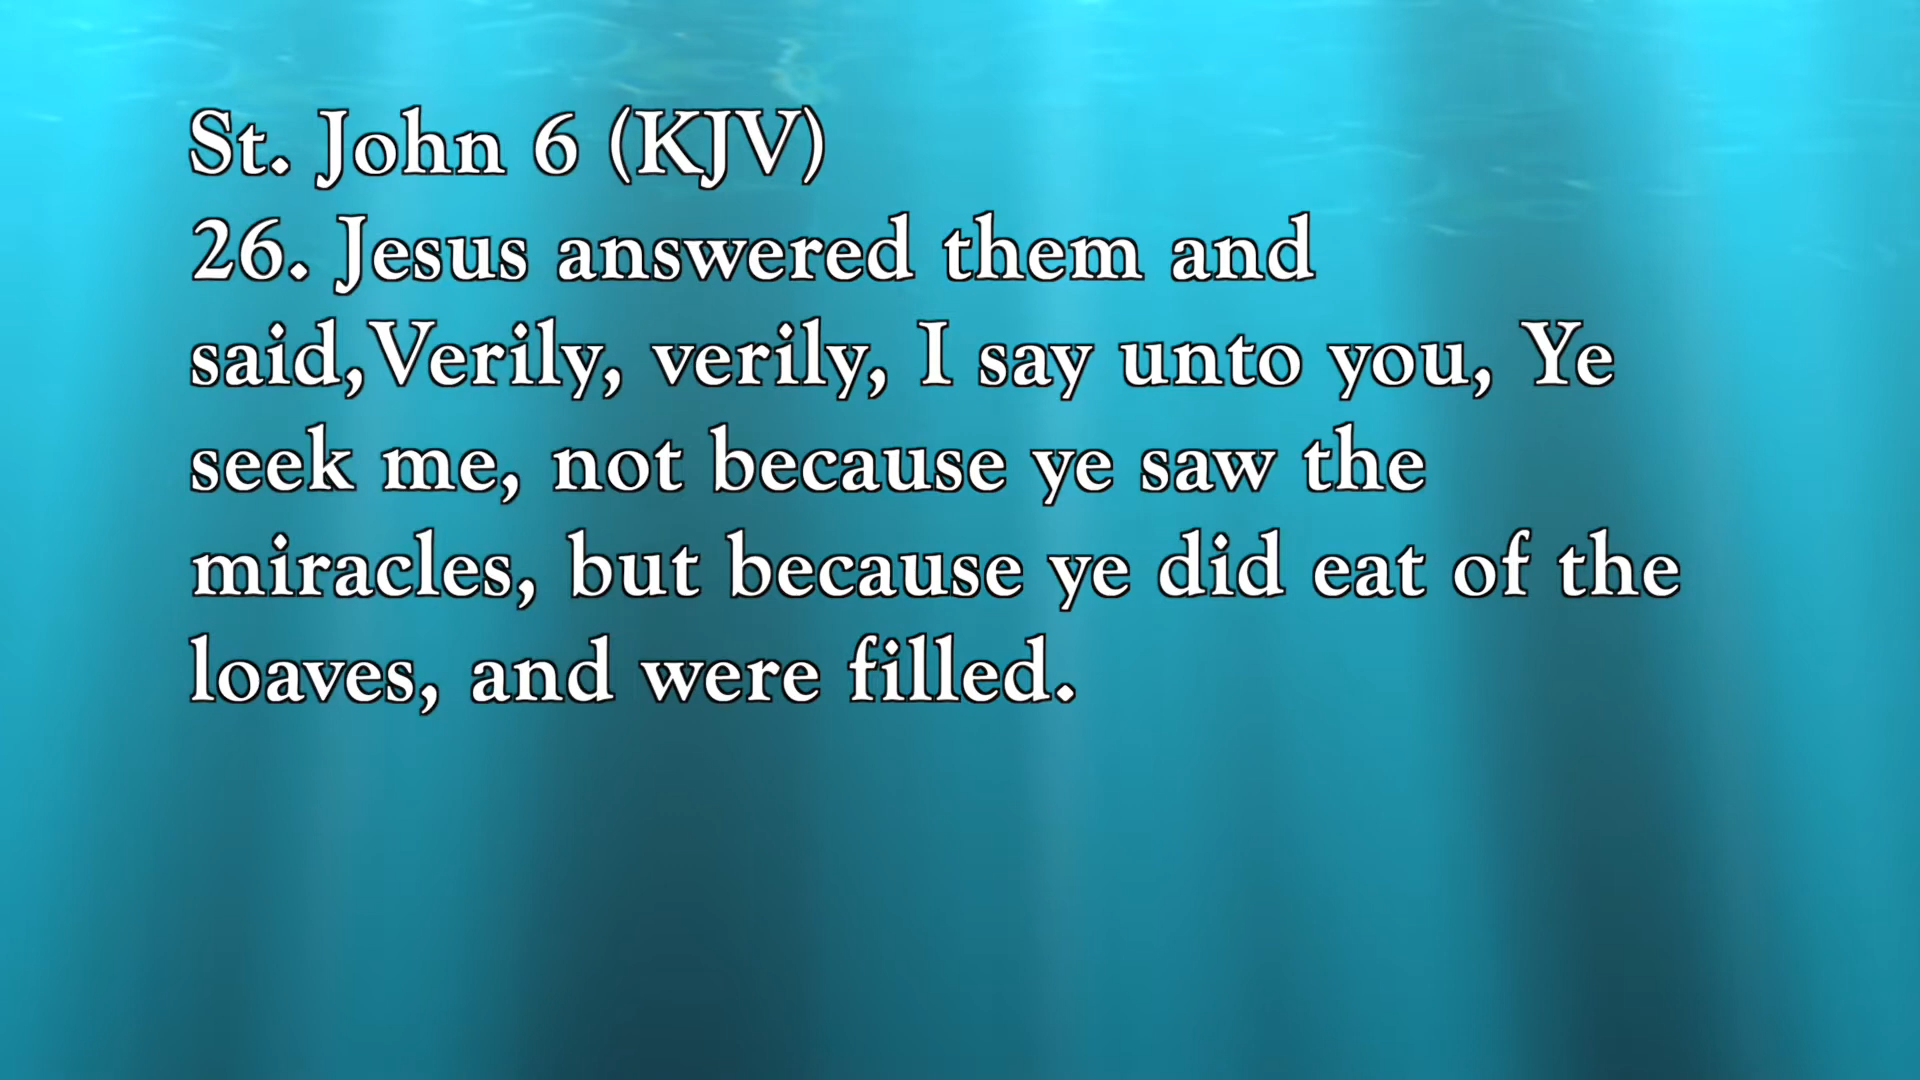 St. John 6 (KJV)
26. Jesus answered them and
said,Verily, verily, I say unto you, Ye
seek me, not because ye saw the
miracles, but because ye did eat of the
loaves, and were filled.